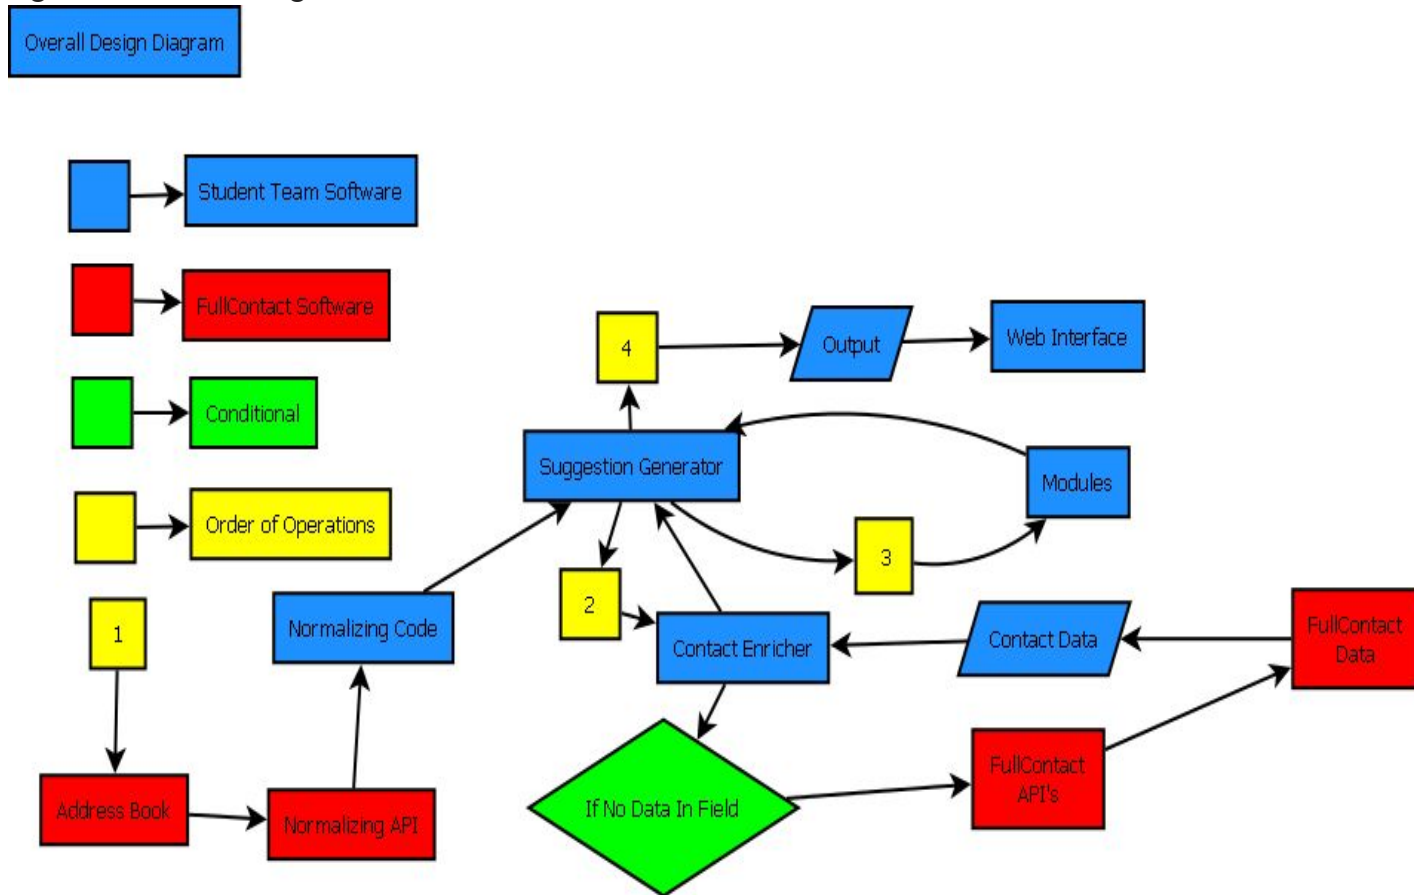 Overall Design Diagram
Student Team Software
FullContact Software
Conditional
Order of Operations
4
Output
Web Interface
Suggestion Generator
Modules
3
2
1
Normalizing Code
Contact Enricher
Contact Data
FullContact
Data
Address Book
Normalizing API
If No Data In Field
FullContact
API's